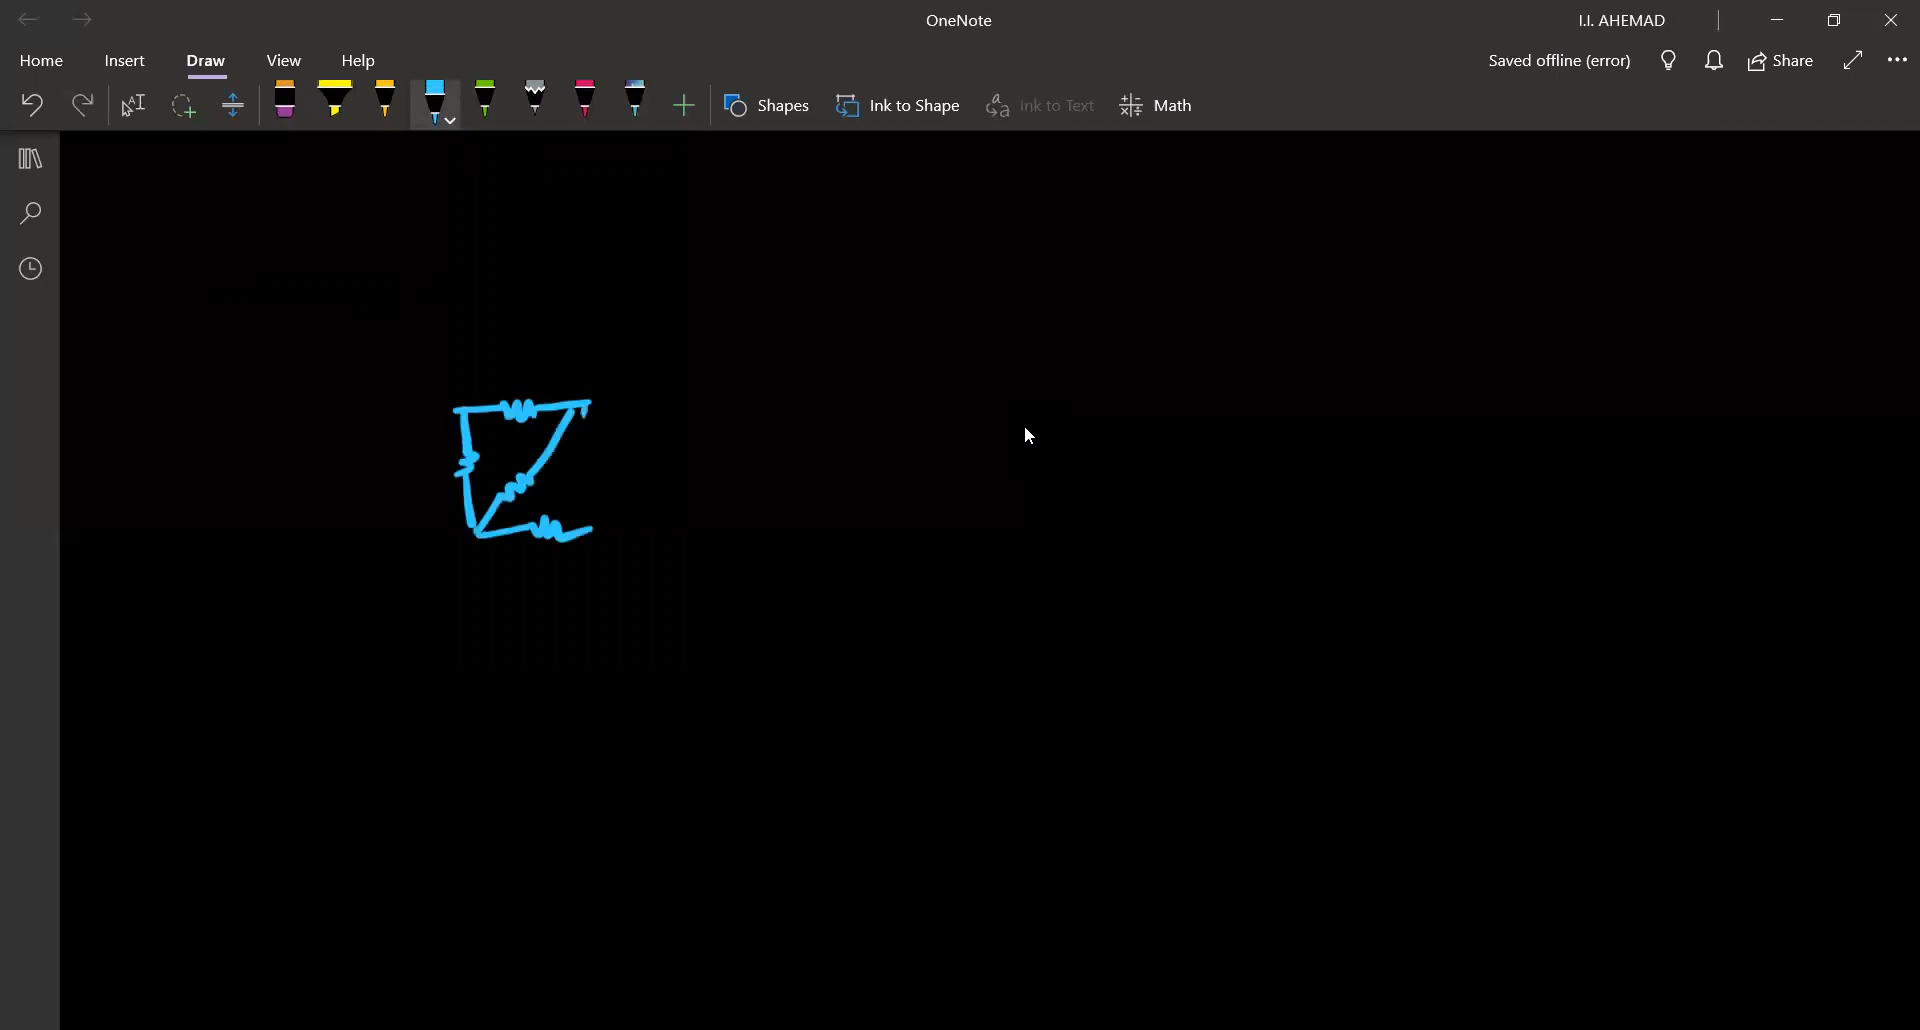 OneNote
I.I. AHEMAD
Home Insert Draw View Help
Saved offline (error) Share
Shapes Ink to Shape Ink to Text Math